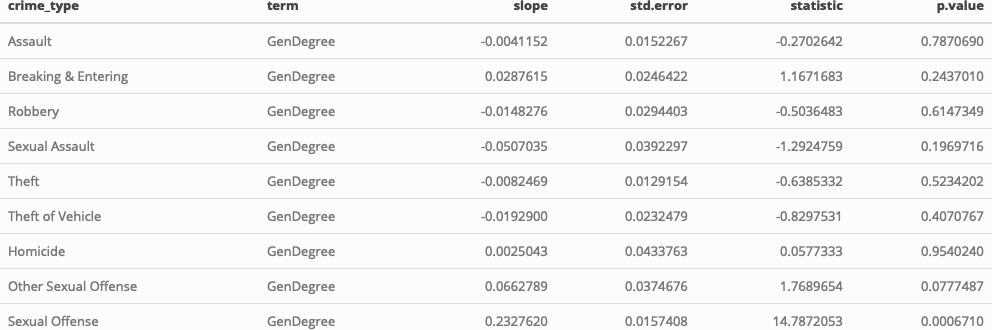 crime_type term slope std.error statistic p.value
Assault GenDegree -0.0041152 0.0152267 -0.2702642 0.7870690
Breaking & Entering GenDegree 0.0287615 0.0246422 1.1671683 0.2437010
Robbery GenDegree -0.0148276 0.0294403 -0.5036483 0.6147349
Sexual Assault GenDegree -0.0507035 0.0392297 -1.2924759 0.1969716
Theft GenDegree -0.0082469 0.0129154 -0.6385332 0.5234202
Theft of Vehicle GenDegree -0.0192900 0.0232479 -0.8297531 0.4070767
Homicide GenDegree 0.0025043 0.0433763 0.0577333 0.9540240
Other Sexual Offense GenDegree 0.0662789 0.0374676 1.7689654 0.0777487
Sexual Offense GenDegree 0.2327620 0.0157408 14.7872053 0.0006710